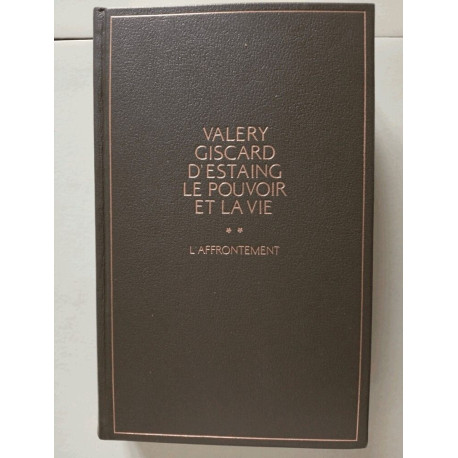 VALERY
GISCARD
D'ESTAING
LE POUVOIR
ET LA VIE
**
L'AFFRONTEMENT